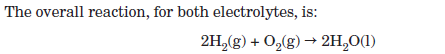 The overall reaction, for both electrolytes, is:
2H₂(g) + O₂(g) → 2H₂O(l)